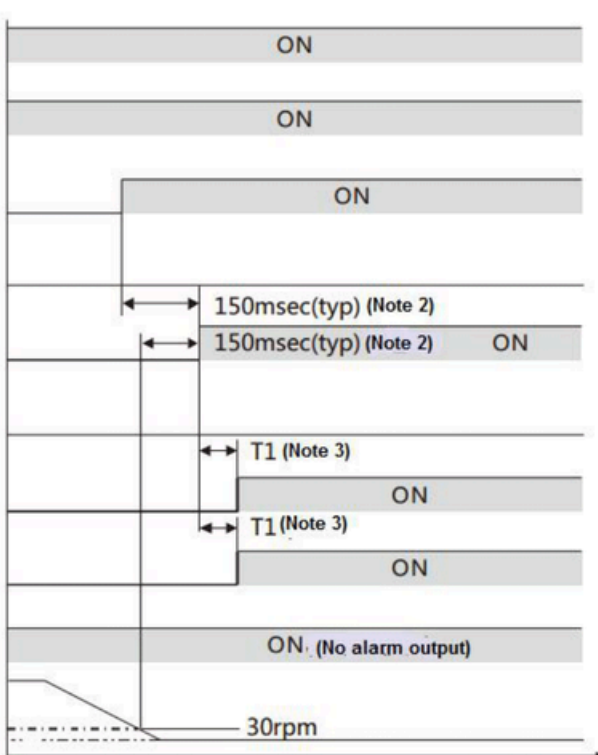 ON
ON
ON
150msec(typ) (Note 2)
150msec(typ) (Note 2) ON
T1 (Note 3)
ON
T1 (Note 3)
ON
ON (No alarm output)
30rpm